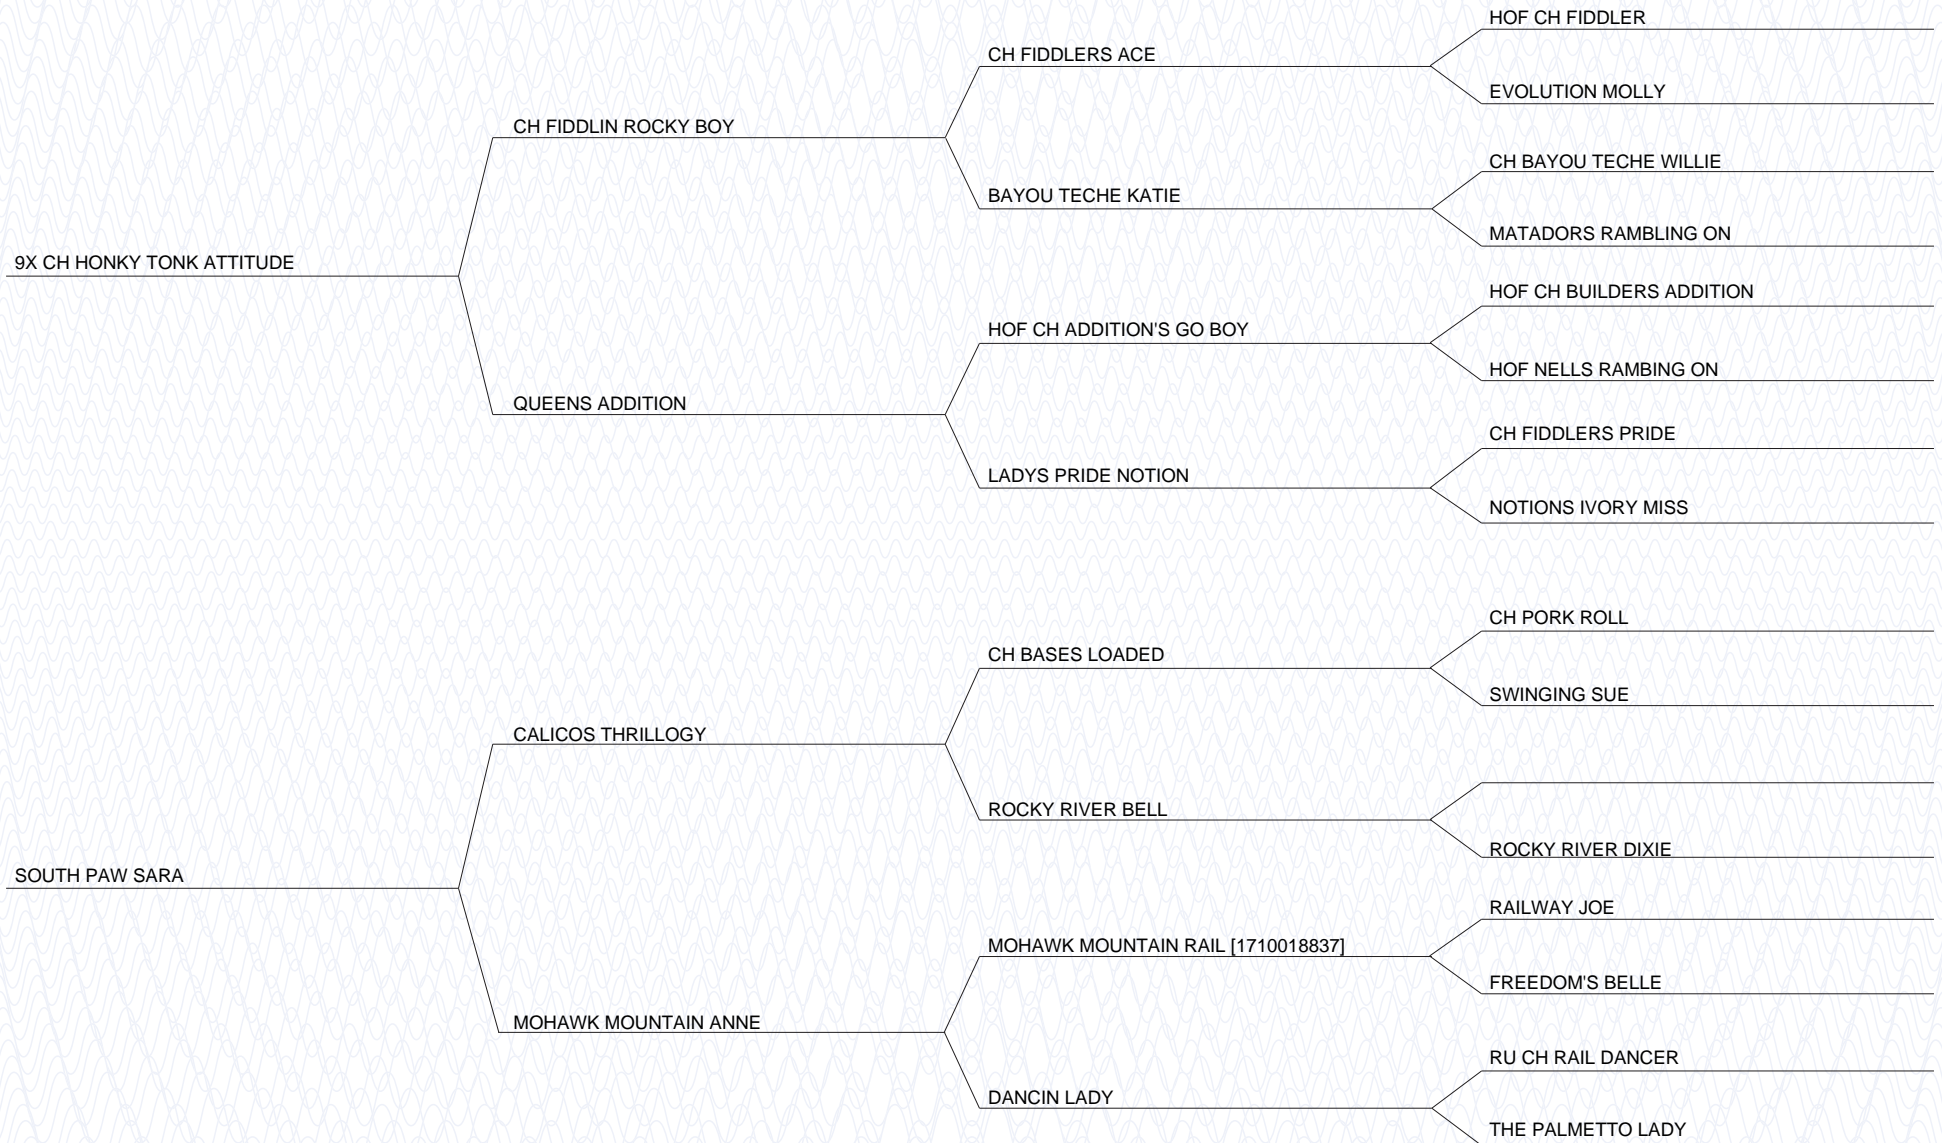 HOF CH FIDDLER
CH FIDDLERS ACE
EVOLUTION MOLLY
CH FIDDLIN ROCKY BOY
CH BAYOU TECHE WILLIE
BAYOU TECHE KATIE
MATADORS RAMBLING ON
9X CH HONKY TONK ATTITUDE
HOF CH BUILDERS ADDITION
HOF CH ADDITION'S GO BOY
HOF NELLS RAMBING ON
QUEENS ADDITION
CH FIDDLERS PRIDE
LADYS PRIDE NOTION
NOTIONS IVORY MISS
CH PORK ROLL
CH BASES LOADED
SWINGING SUE
CALICOS THRILLOGY
ROCKY RIVER BELL
ROCKY RIVER DIXIE
SOUTH PAW SARA
RAILWAY JOE
MOHAWK MOUNTAIN RAIL [1710018837]
FREEDOM'S BELLE
MOHAWK MOUNTAIN ANNE
RU CH RAIL DANCER
DANCIN LADY
THE PALMETTO LADY